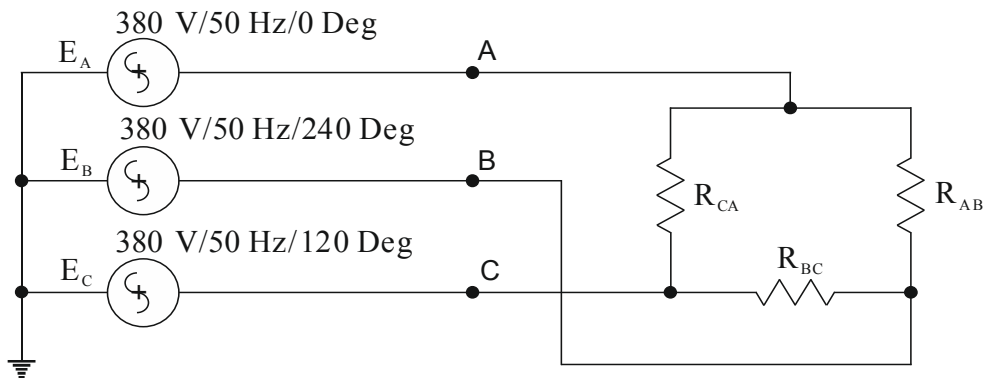 380 V/50 Hz/0 Deg
E_A
A
380 V/50 Hz/240 Deg
E_B
B
R_CA
R_AB
380 V/50 Hz/120 Deg
E_C
C
R_BC